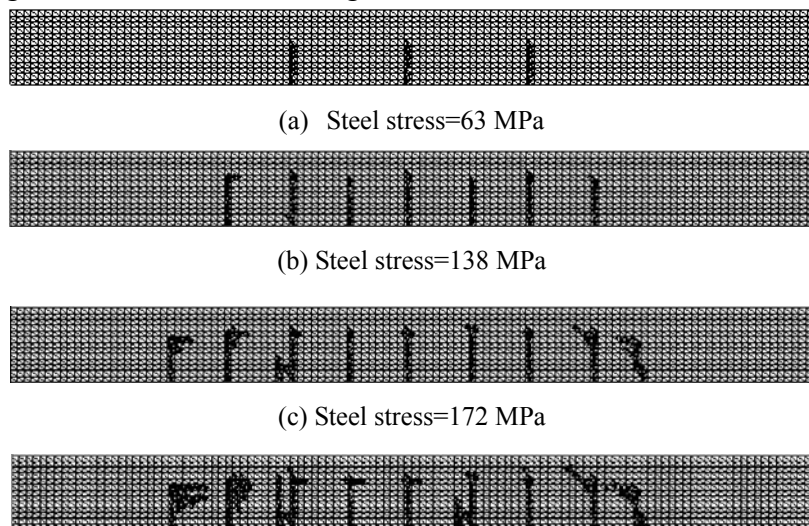 (a) Steel stress=63 MPa
(b) Steel stress=138 MPa
(c) Steel stress=172 MPa